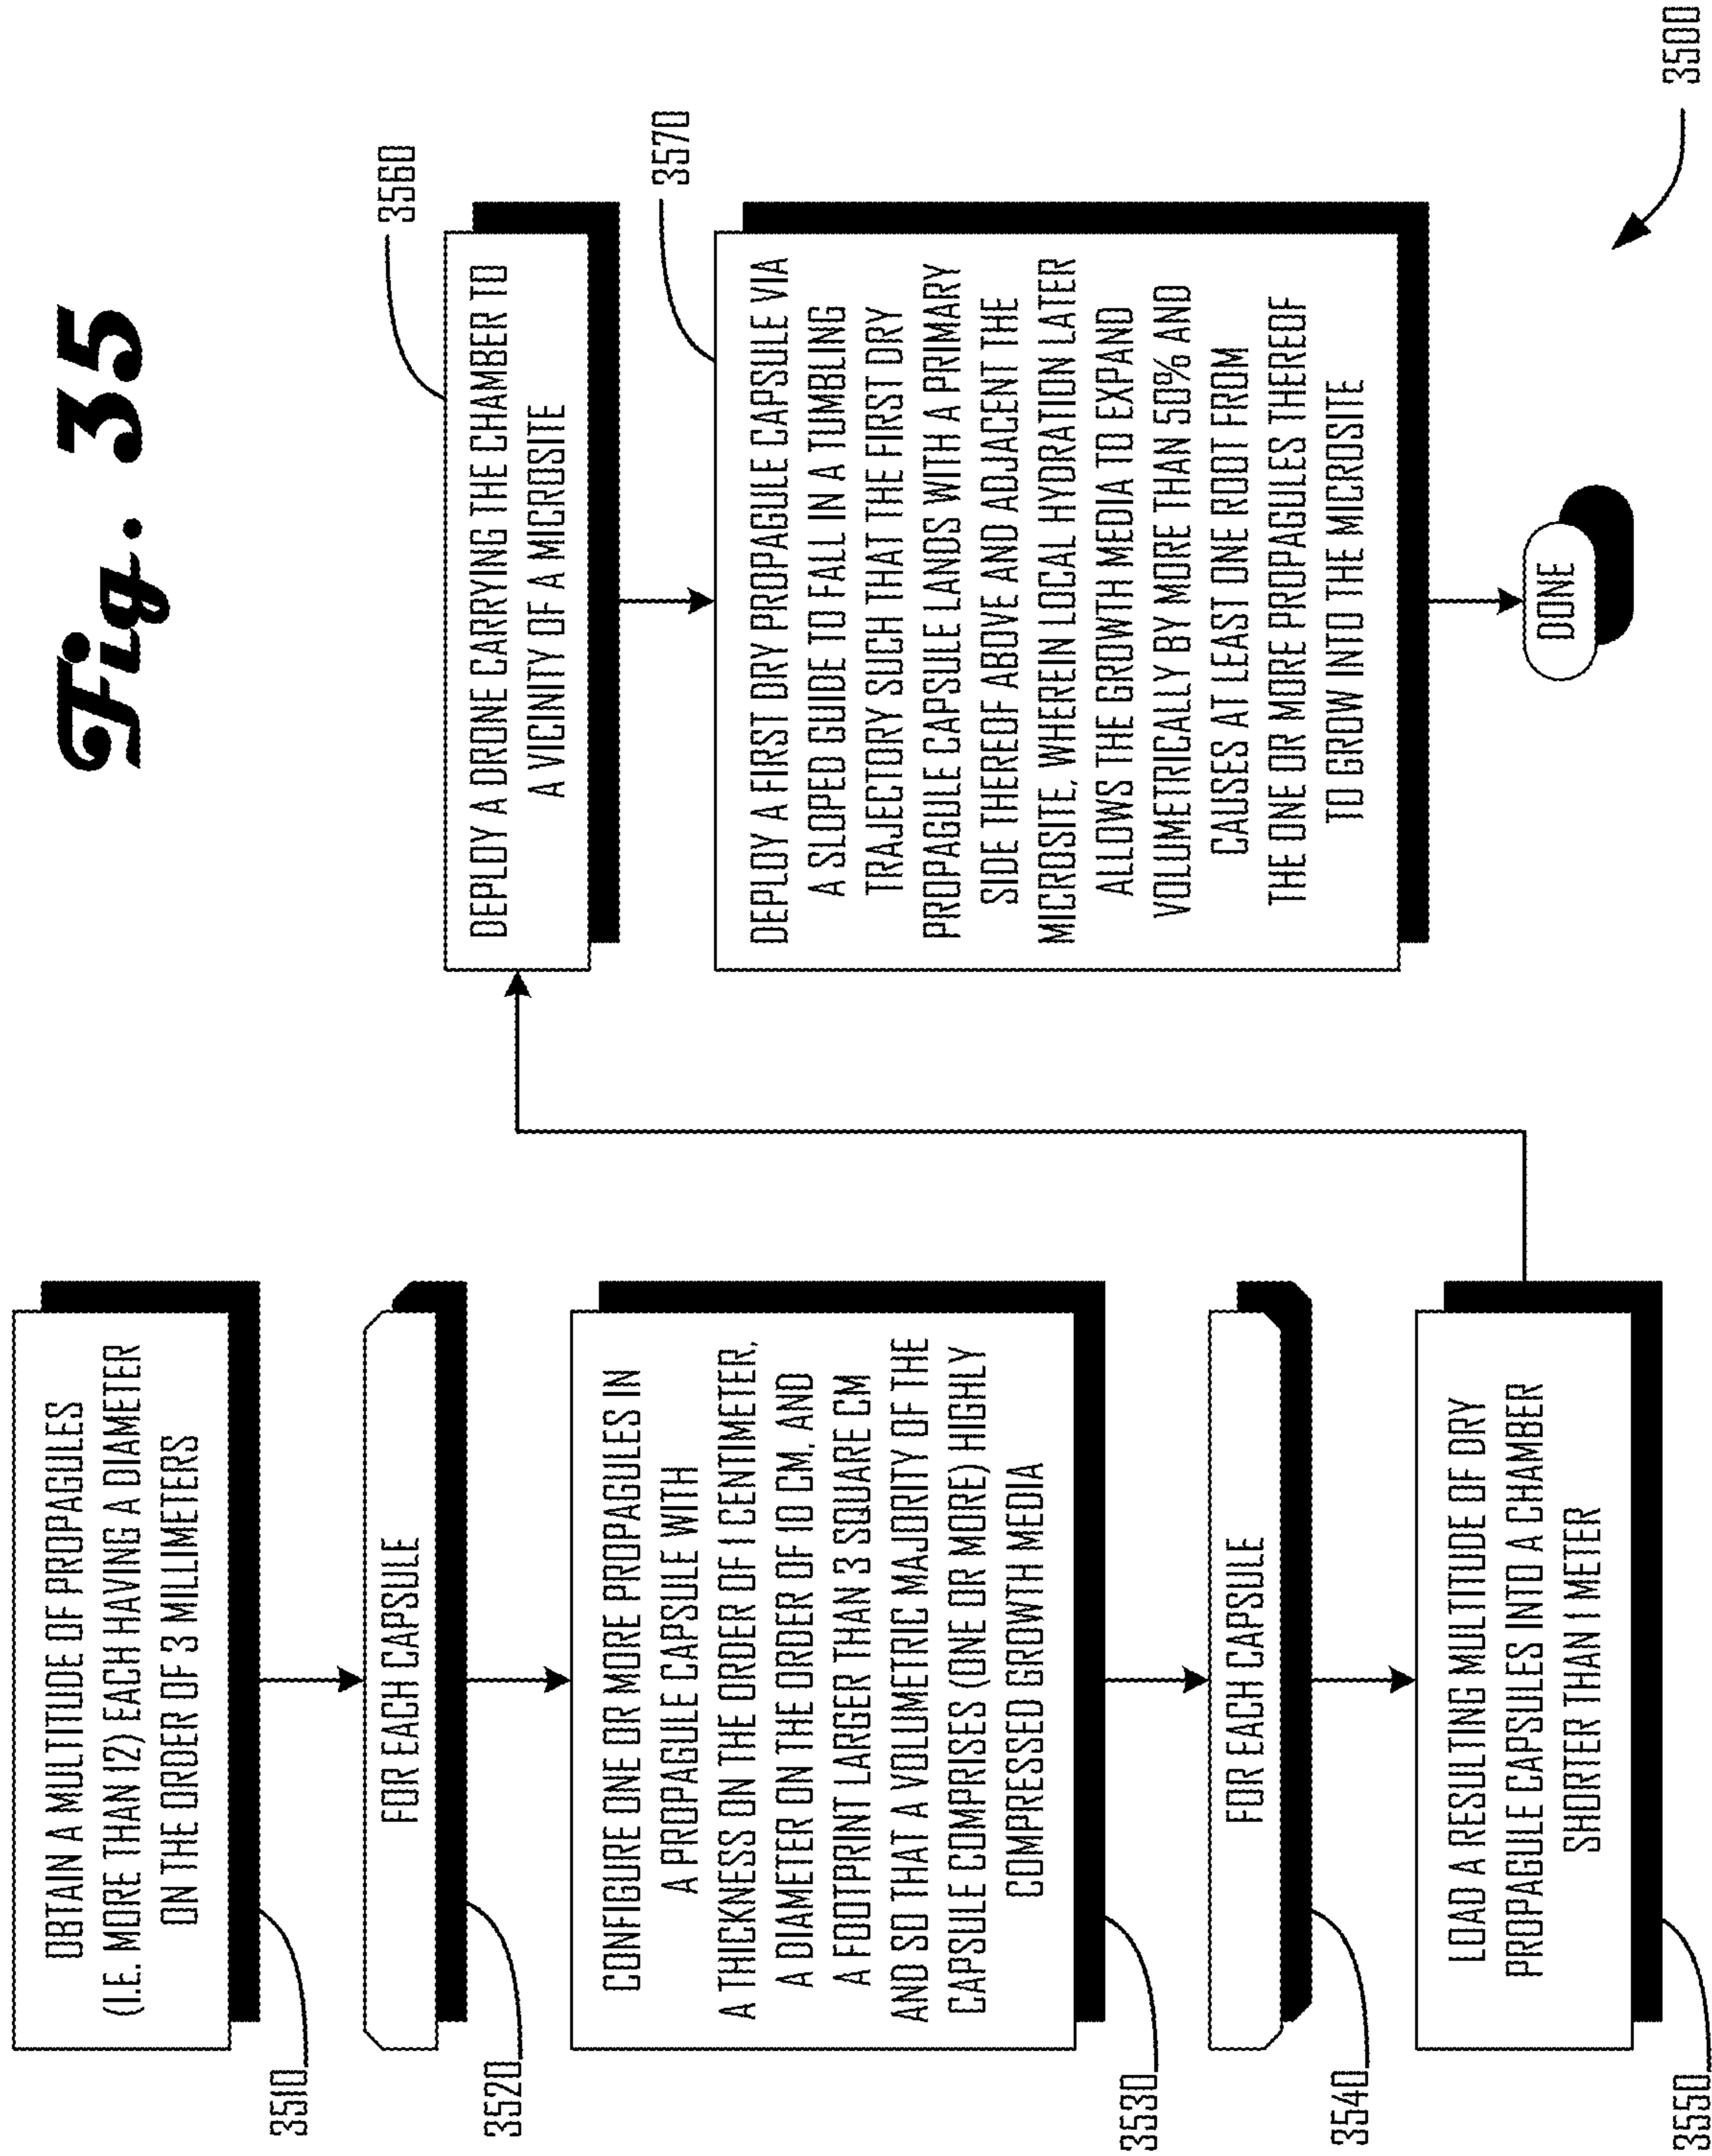 Fig. 35
OBTAIN A MULTITUDE OF PROPAGULES
(I.E. MORE THAN 12) EACH HAVING A DIAMETER
ON THE ORDER OF 3 MILLIMETERS
3510
FOR EACH CAPSULE
3520
CONFIGURE ONE OR MORE PROPAGULES IN
A PROPAGULE CAPSULE WITH
A THICKNESS ON THE ORDER OF 1 CENTIMETER,
A DIAMETER ON THE ORDER OF 10 CM, AND
A FOOTPRINT LARGER THAN 3 SQUARE CM
AND SO THAT A VOLUMETRIC MAJORITY OF THE
CAPSULE COMPRISES (ONE OR MORE) HIGHLY
COMPRESSED GROWTH MEDIA
3530
FOR EACH CAPSULE
3540
LOAD A RESULTING MULTITUDE OF DRY
PROPAGULE CAPSULES INTO A CHAMBER
SHORTER THAN 1 METER
3550
DEPLOY A DRONE CARRYING THE CHAMBER TO
A VICINITY OF A MICROSITE
3560
DEPLOY A FIRST DRY PROPAGULE CAPSULE VIA
A SLOPED GUIDE TO FALL IN A TUMBLING
TRAJECTORY SUCH THAT THE FIRST DRY
PROPAGULE CAPSULE LANDS WITH A PRIMARY
SIDE THEREOF ABOVE AND ADJACENT THE
MICROSITE, WHEREIN LOCAL HYDRATION LATER
ALLOWS THE GROWTH MEDIA TO EXPAND
VOLUMETRICALLY BY MORE THAN 50% AND
CAUSES AT LEAST ONE ROOT FROM
THE ONE OR MORE PROPAGULES THEREOF
TO GROW INTO THE MICROSITE
3570
DONE
3500